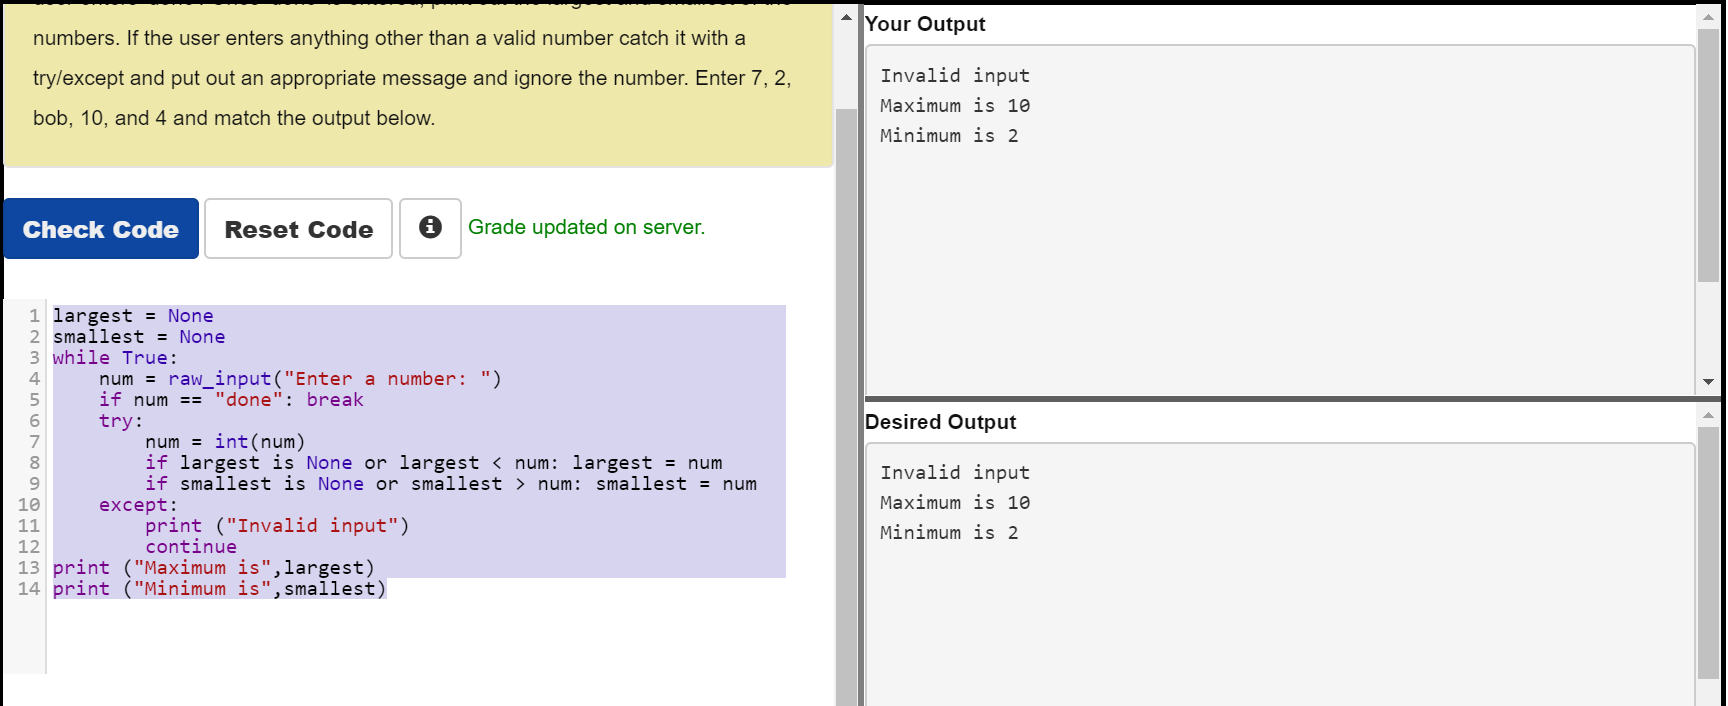 numbers. If the user enters anything other than a valid number catch it with a
try/except and put out an appropriate message and ignore the number. Enter 7, 2,
bob, 10, and 4 and match the output below.
Check Code
Reset Code
Grade updated on server.
1 largest = None
2 smallest = None
3 while True:
4     num = raw_input("Enter a number: ")
5     if num == "done": break
6     try:
7         num = int(num)
8         if largest is None or largest < num: largest = num
9         if smallest is None or smallest > num: smallest = num
10     except:
11         print ("Invalid input")
12         continue
13 print ("Maximum is",largest)
14 print ("Minimum is",smallest)
Your Output
Invalid input
Maximum is 10
Minimum is 2
Desired Output
Invalid input
Maximum is 10
Minimum is 2